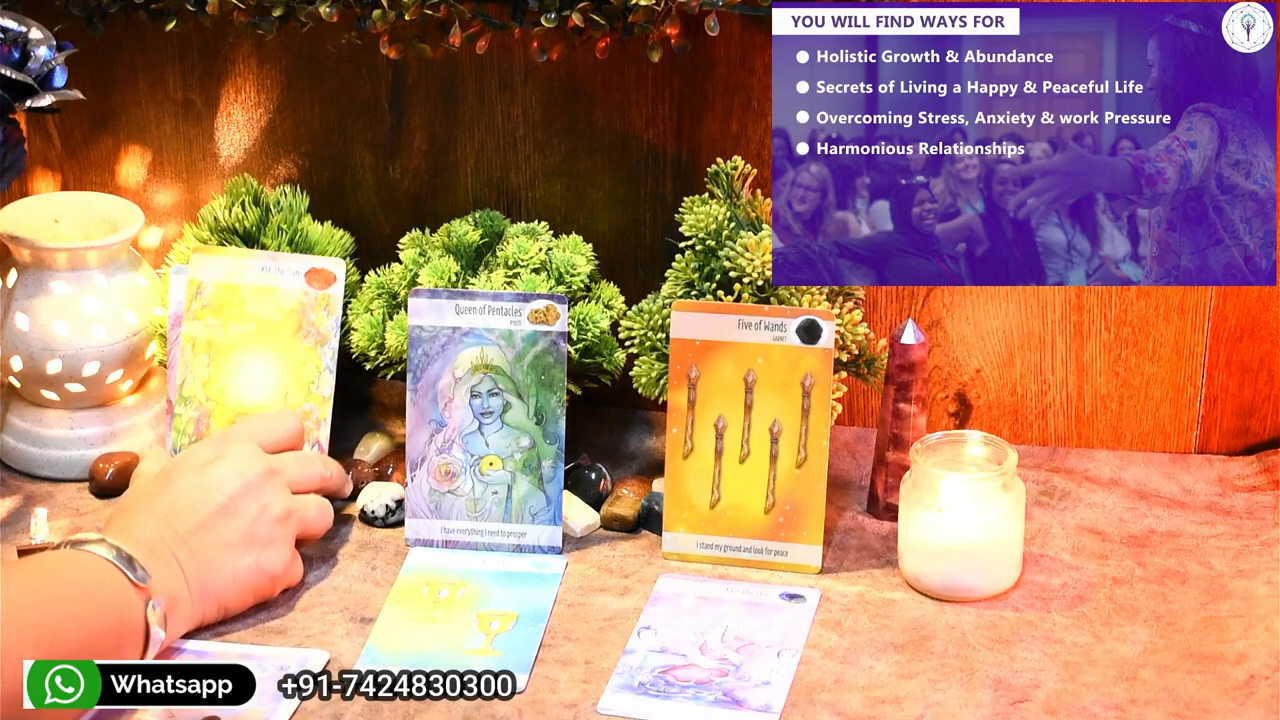 YOU WILL FIND WAYS FOR
Holistic Growth & Abundance
Secrets of Living a Happy & Peaceful Life
Overcoming Stress, Anxiety & work Pressure
Harmonious Relationships
Queen of Pentacles
PYRITE
I have everything I need to prosper
Five of Wands
GARNET
I stand my ground and look for peace
Whatsapp
+91-7424830300